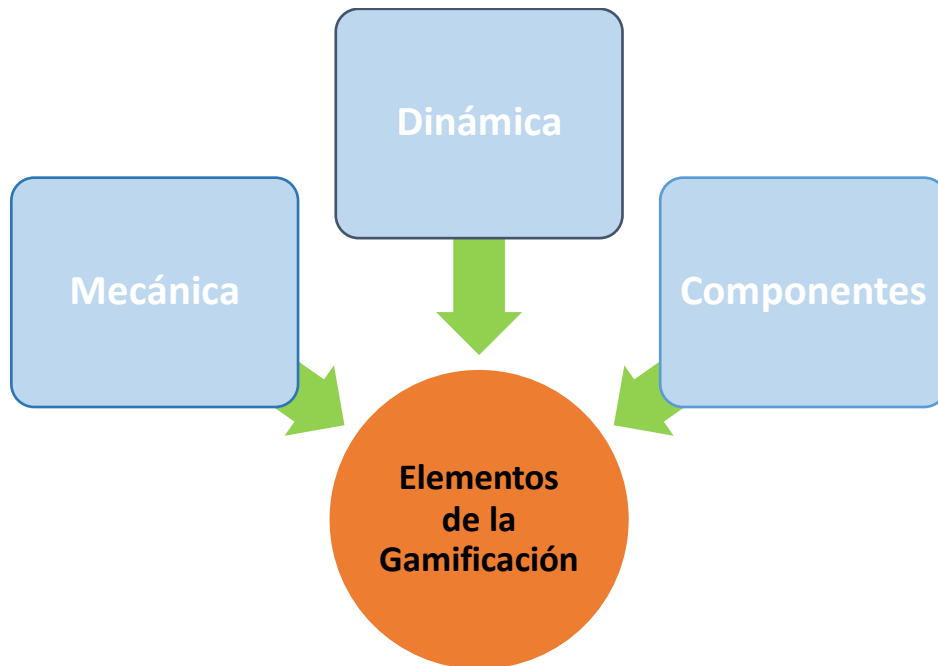 Dinámica
Mecánica
Componentes
Elementos
de la
Gamificación